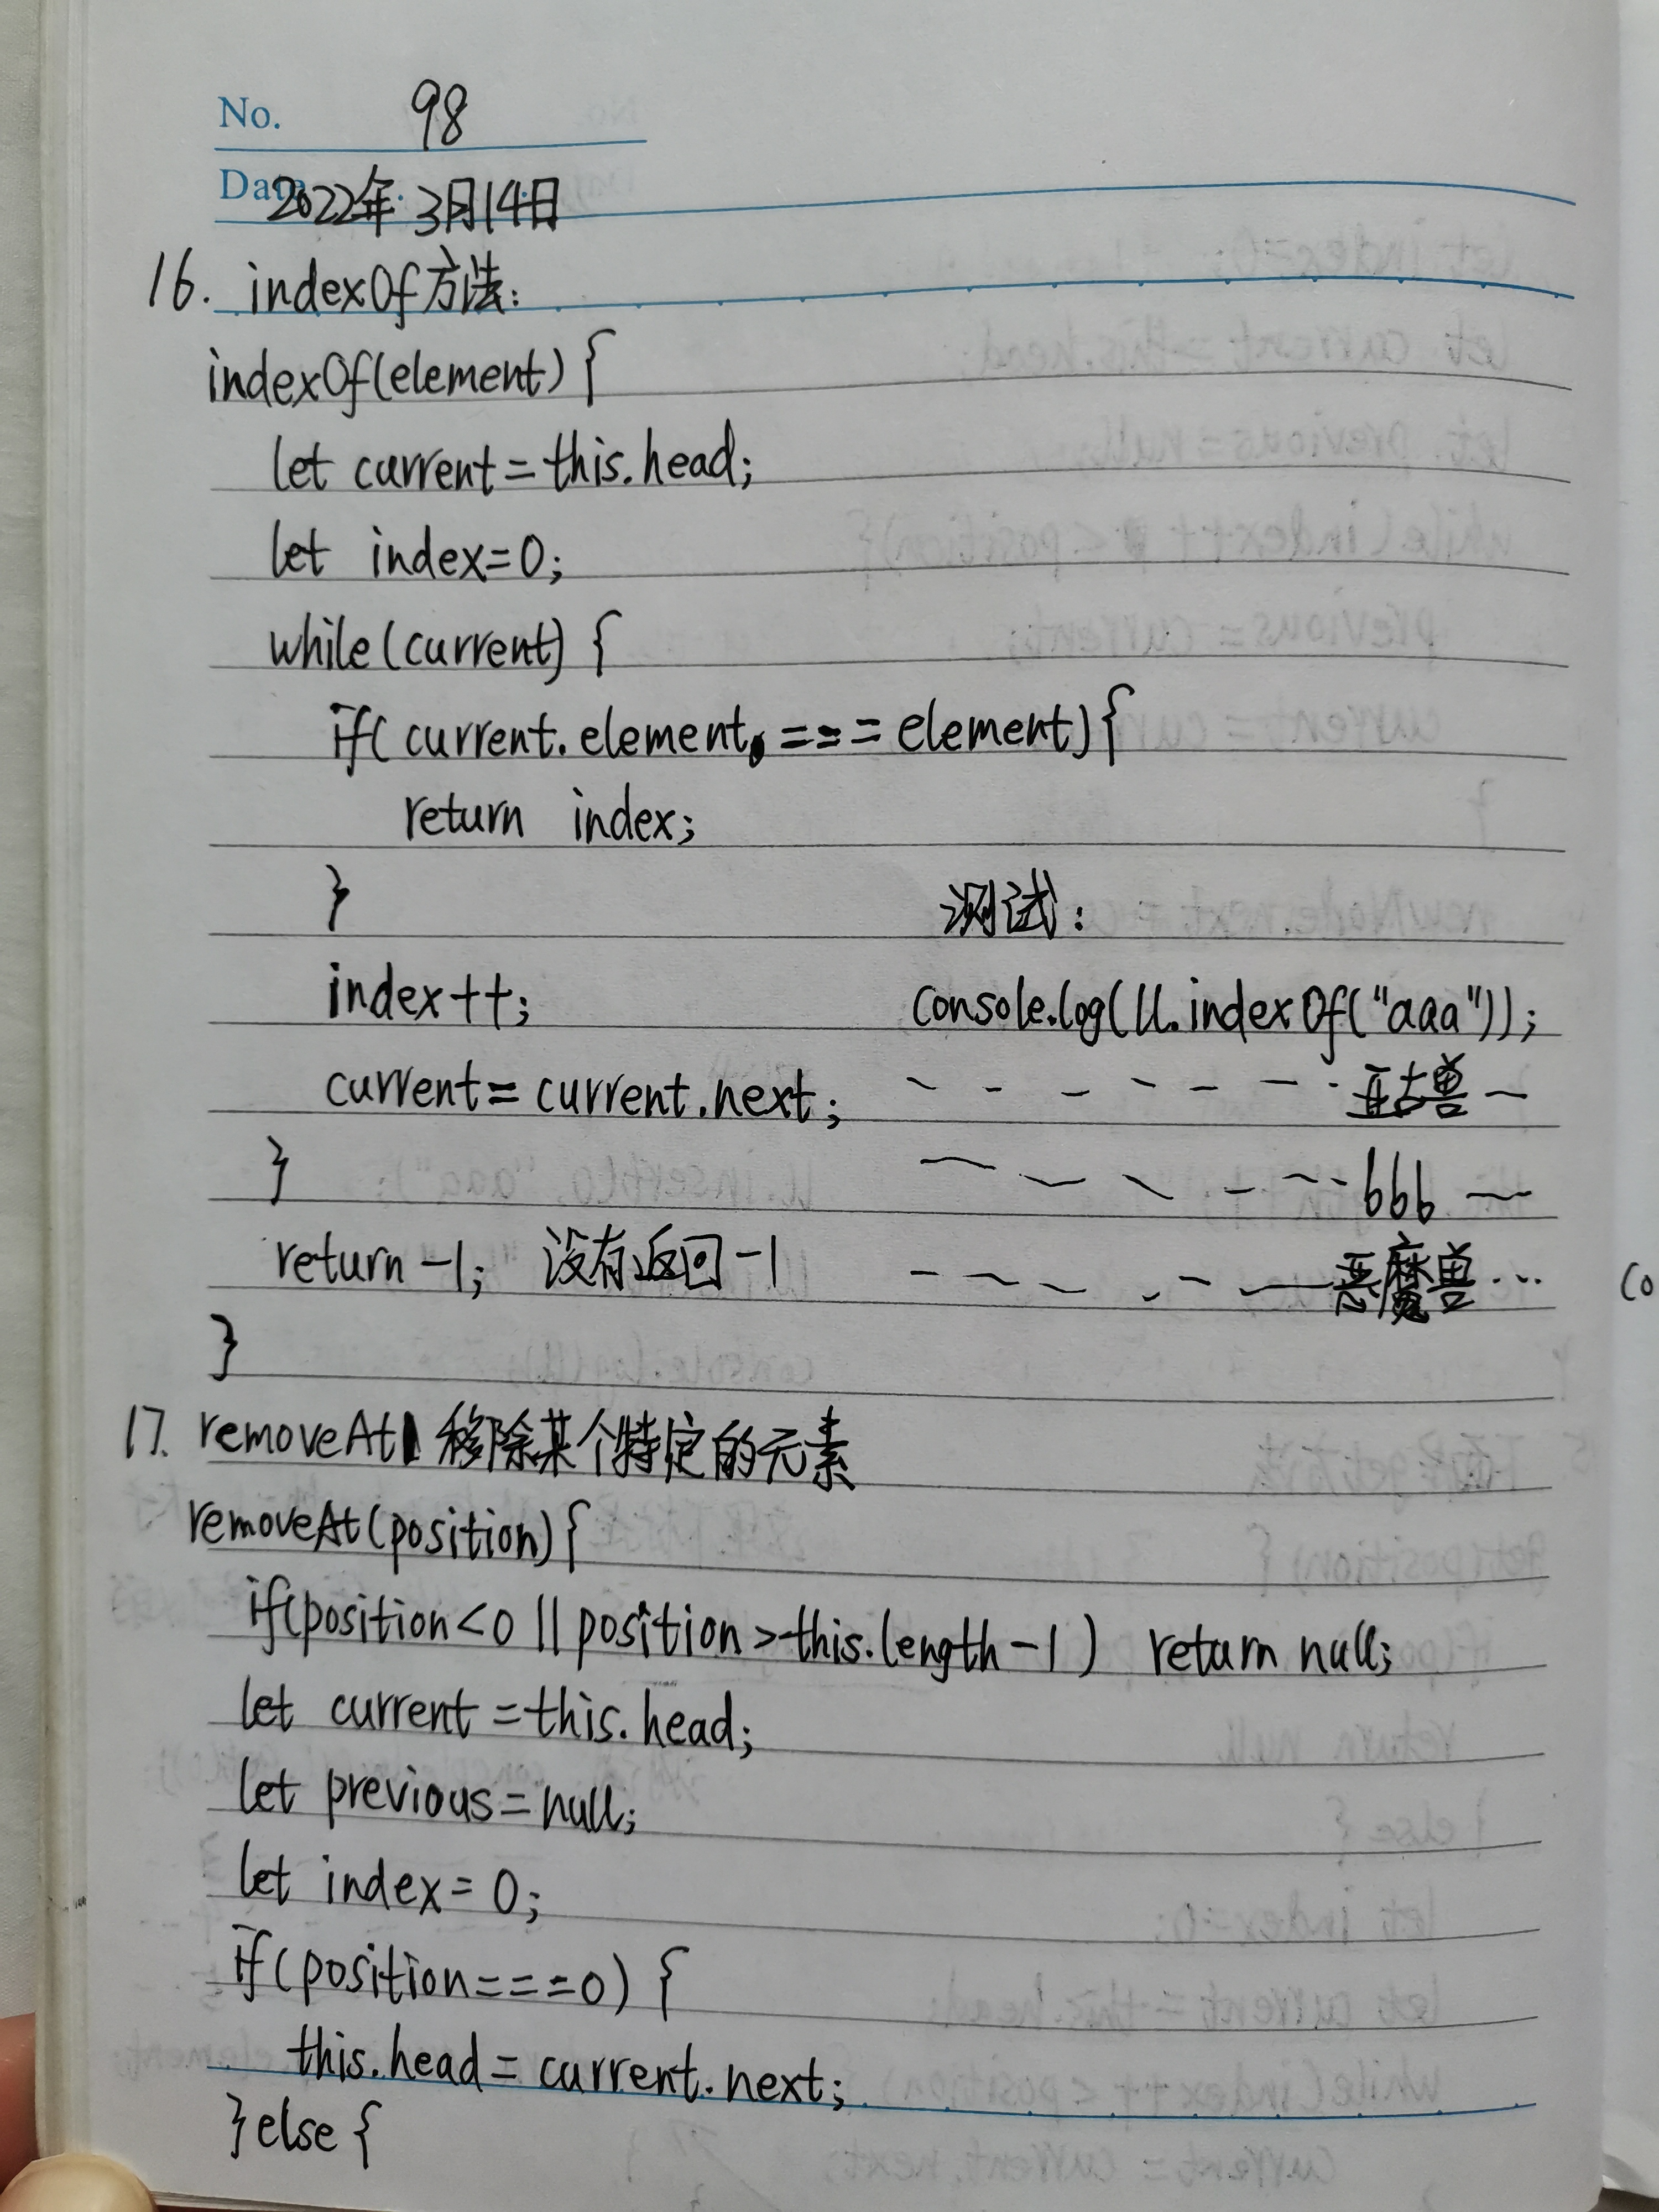 No. 98
Date 2022年3月14日
16. indexOf方法:
indexOf(element) {
let current = this.head;
let index=0;
while(current) {
if( current.element === element){
return index;
}
测试:
index++;
console.log(ll.indexOf("aaa"));
current = current.next;
亚古兽
}
bbb
return -1; 没有返回-1
恶魔兽...
co
}
17. removeAt 移除某个特定的元素
removeAt(position) {
if(position<0 || position >this.length-1) return null;
let current = this.head;
let previous = null;
let index = 0;
if(position===0) {
this.head = current.next;
}else {